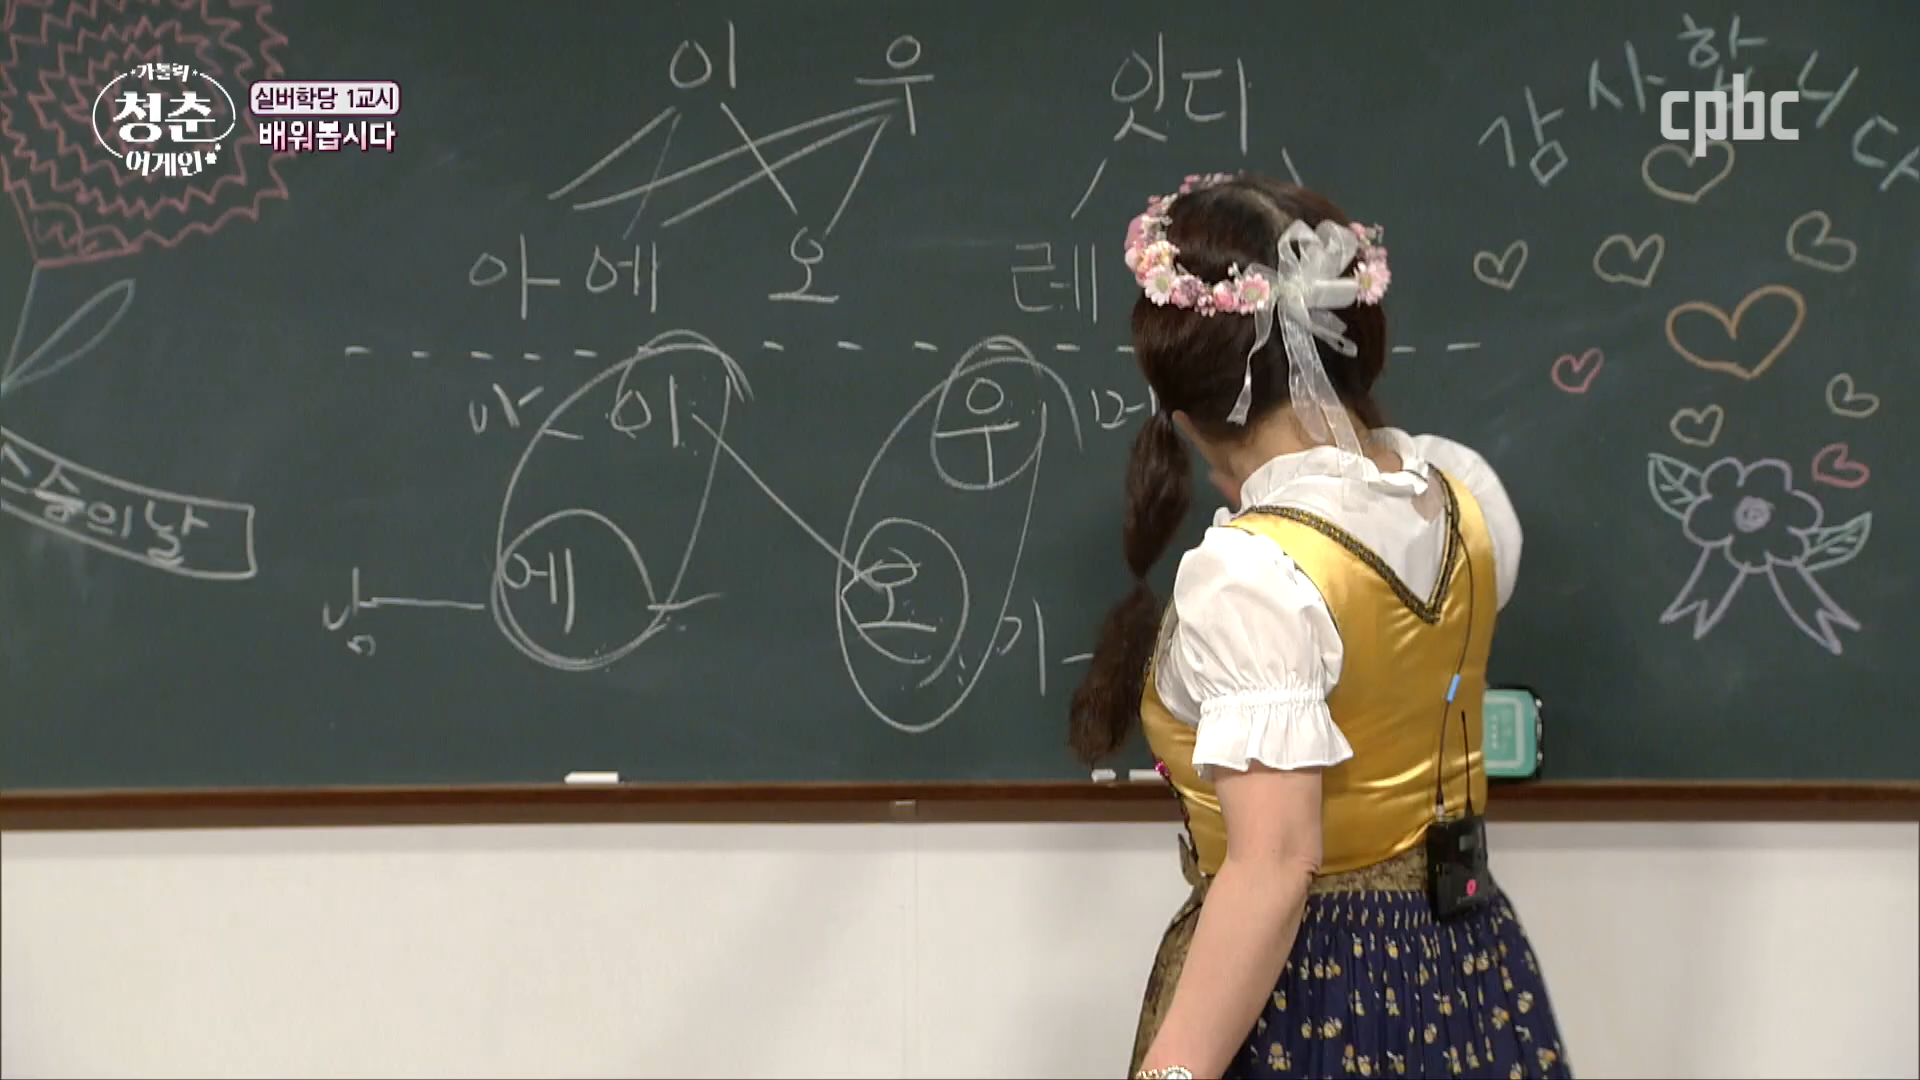 가톨릭
청춘
어게인
실버학당 1교시
배워봅시다
cpbc
이 우 잇다
감사합니다
아 에 오 레
이 우
스승의 날
에 오
낭